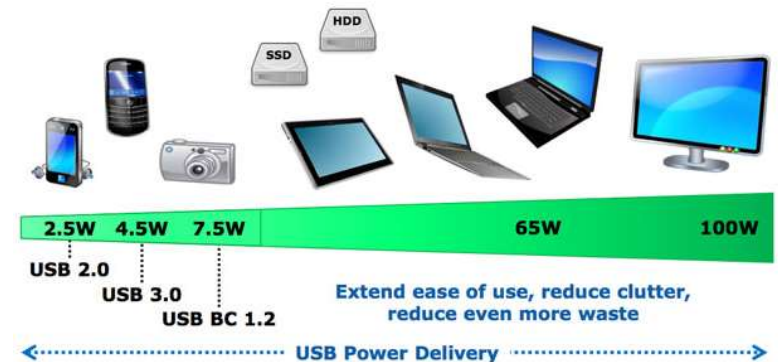 HDD
SSD
2.5W 4.5W 7.5W 65W 100W
USB 2.0
USB 3.0
USB BC 1.2
Extend ease of use, reduce clutter,
reduce even more waste
USB Power Delivery